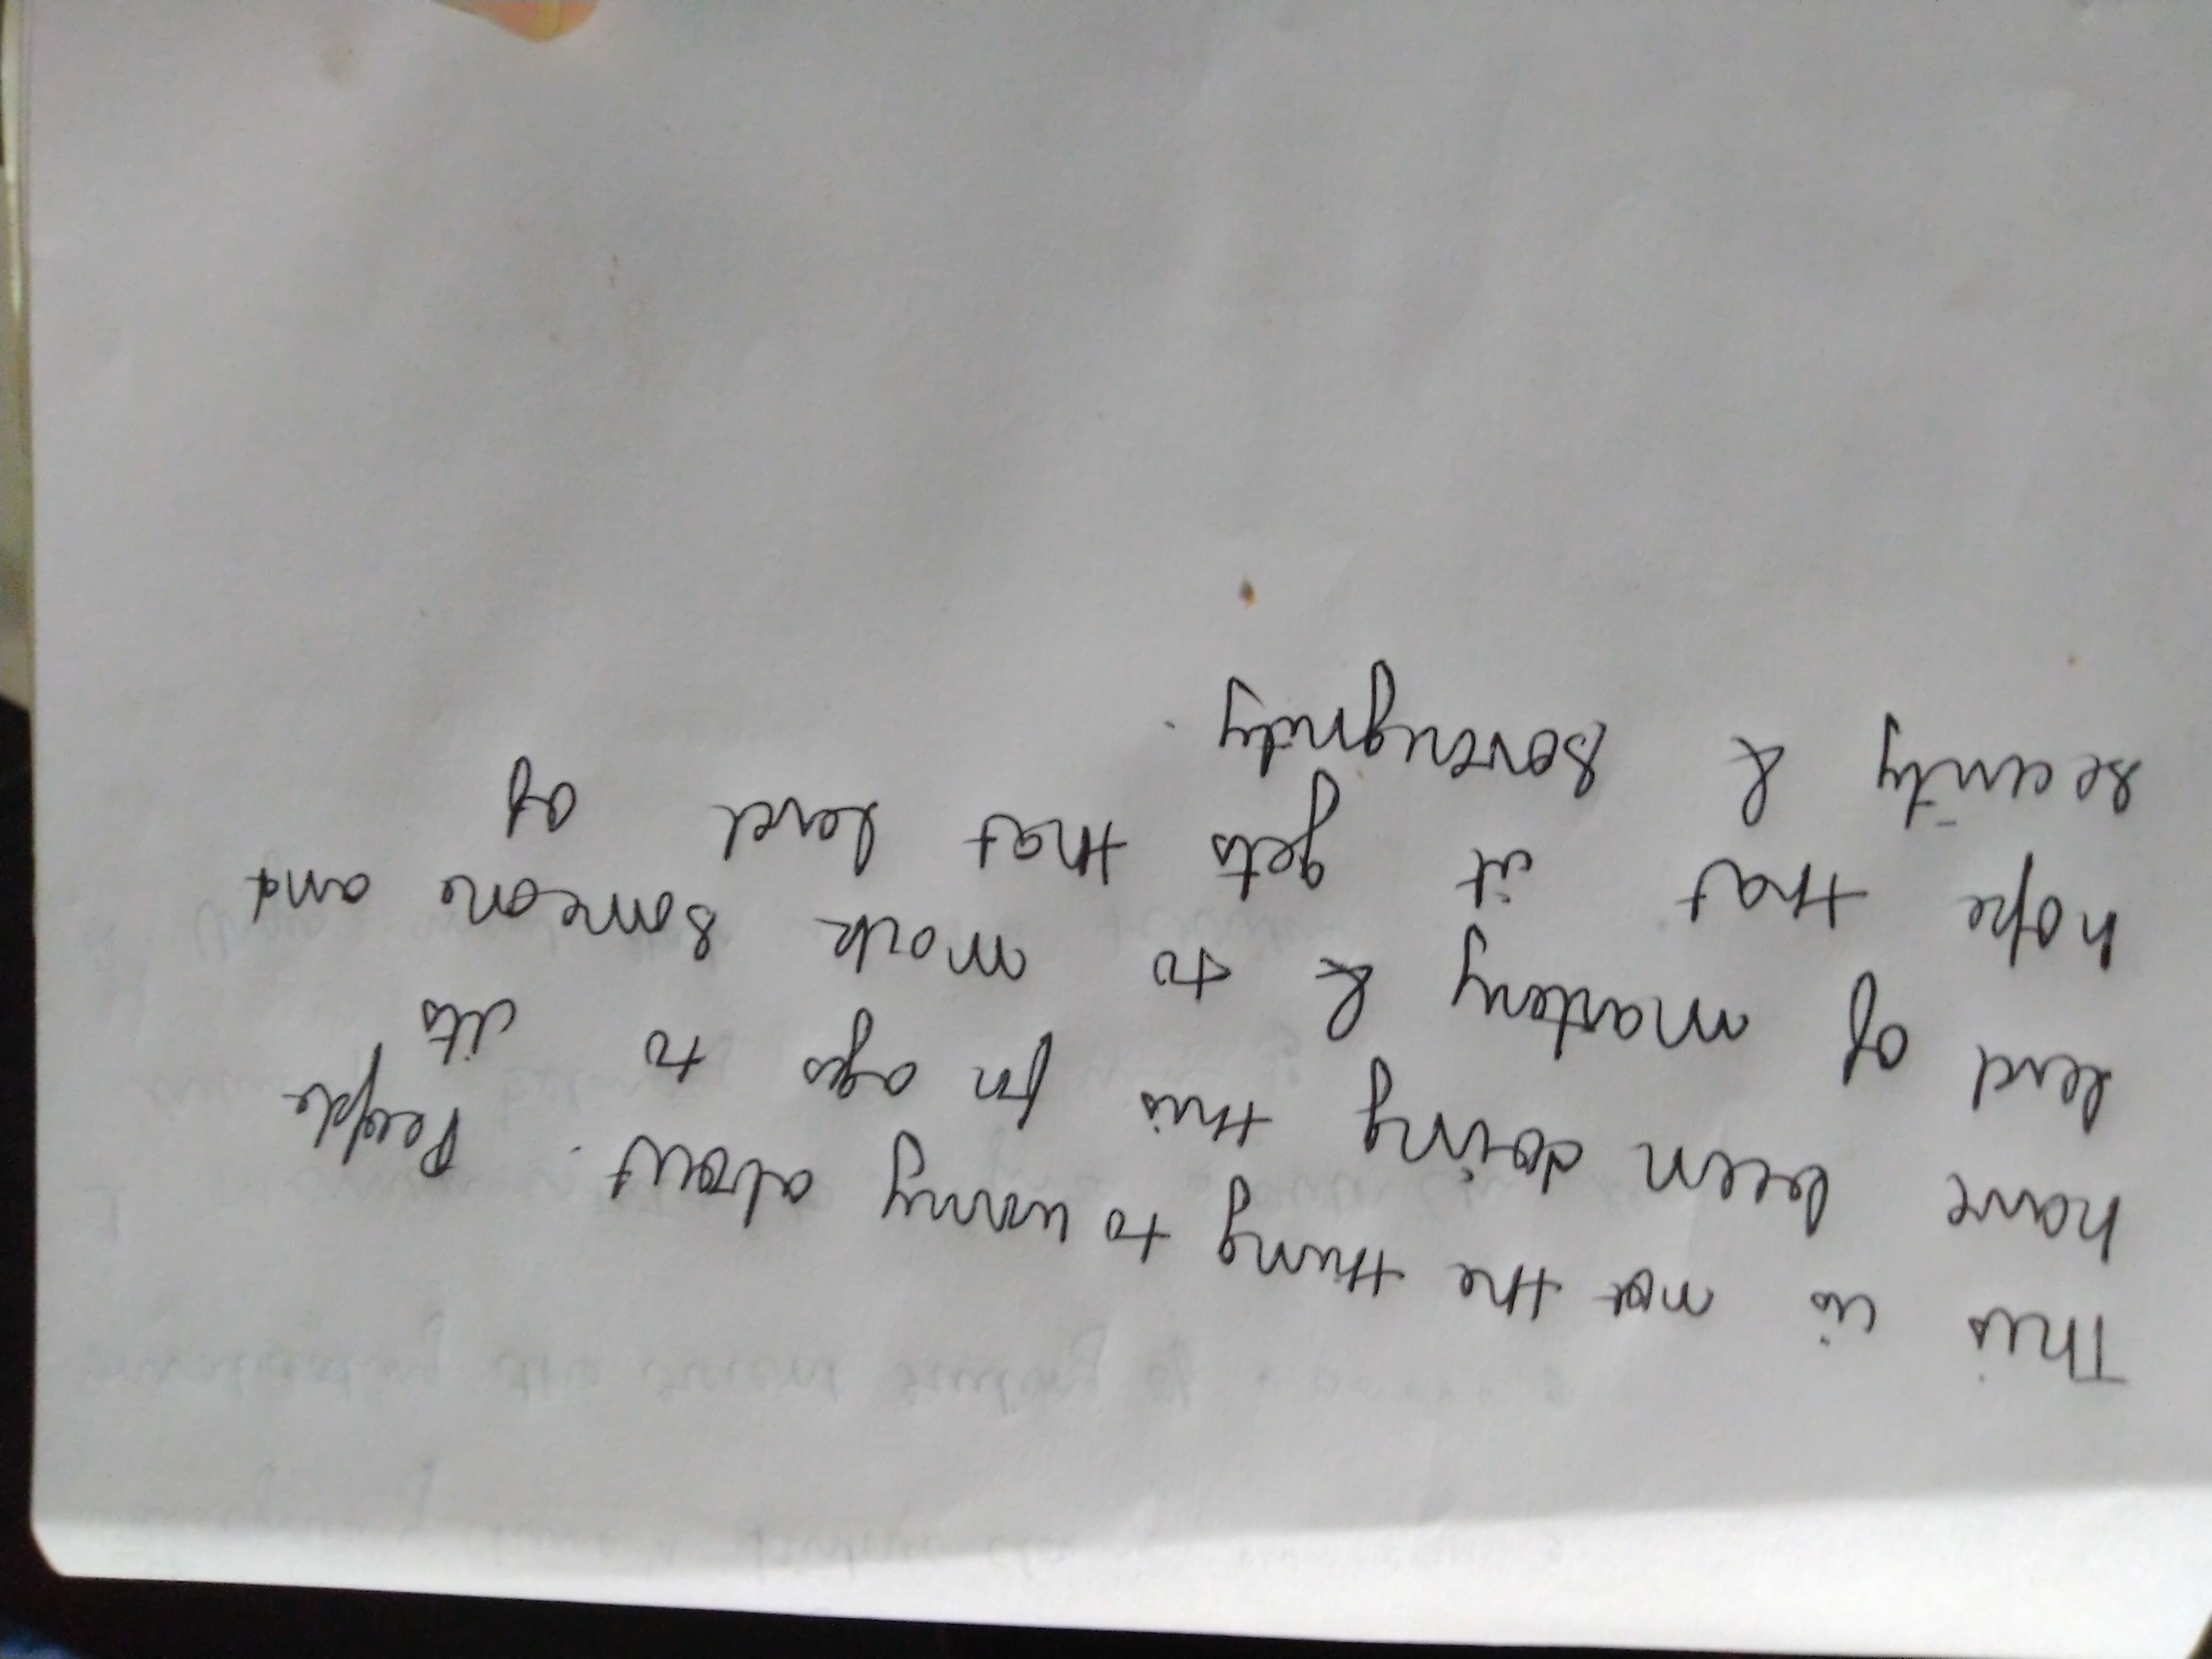 This is not the thing to worry about. People
have been doing this for ages to its
level of mastery & to mock someone and
hope that it gets that level of
security & sovereignity.